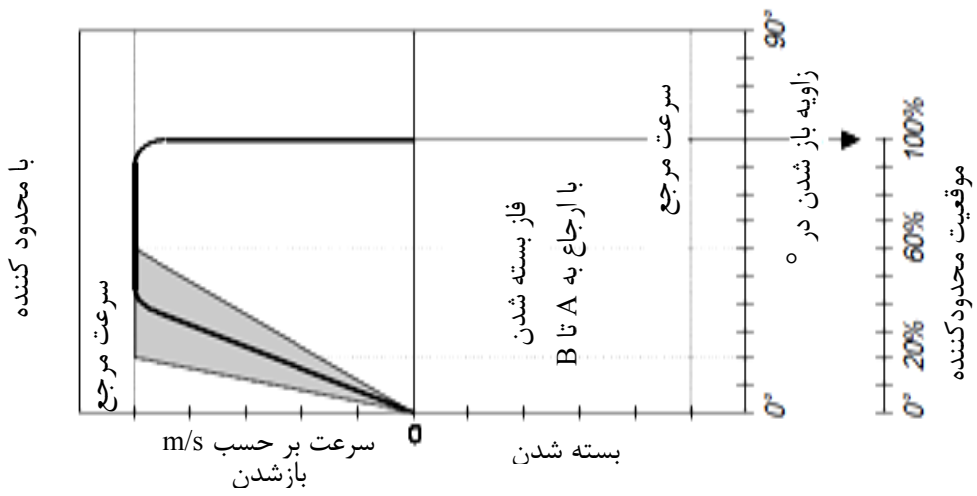 با محدود کننده
سرعت مرجع
سرعت بر حسب m/s
بازشدن
0
بسته شدن
فاز بسته شدن
با ارجاع به A تا B
سرعت مرجع
90°
0°
زاویه باز شدن در °
100%
60%
20%
0°
موقعیت محدودکننده